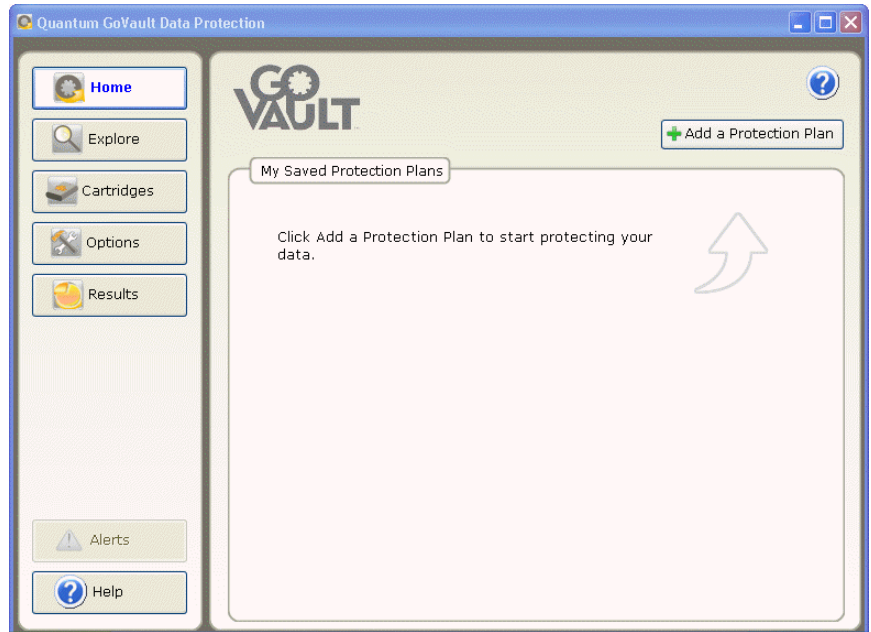 Quantum GoVault Data Protection
Home
Explore
Cartridges
Options
Results
Alerts
Help
GO
VAULT
Add a Protection Plan
My Saved Protection Plans
Click Add a Protection Plan to start protecting your
data.